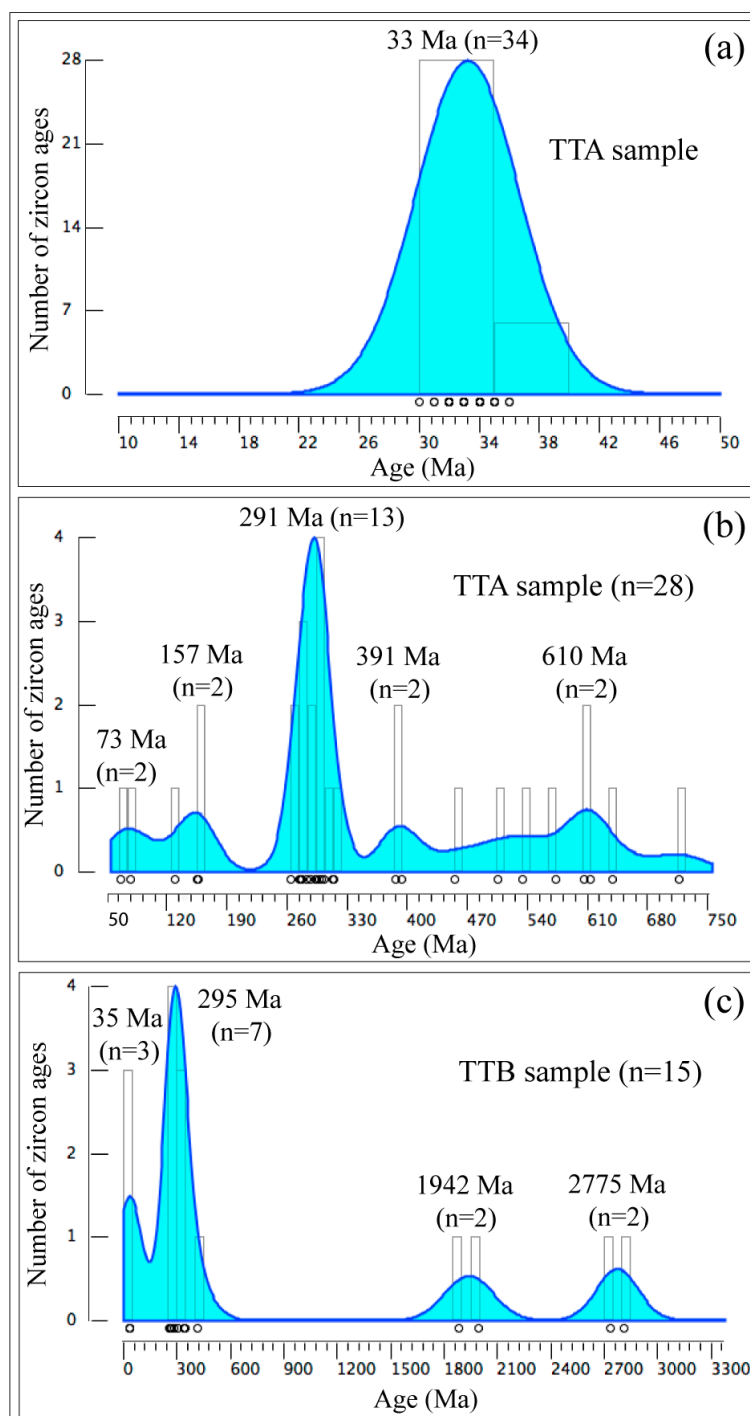 33 Ma (n=34)
(a)
TTA sample
Number of zircon ages
28
21
14
7
0
10 14 18 22 26 30 34 38 42 46 50
Age (Ma)
291 Ma (n=13)
(b)
TTA sample (n=28)
157 Ma
(n=2)
391 Ma
(n=2)
610 Ma
(n=2)
73 Ma
(n=2)
Number of zircon ages
4
3
2
1
0
50 120 190 260 330 400 470 540 610 680 750
Age (Ma)
(c)
35 Ma
(n=3)
295 Ma
(n=7)
TTB sample (n=15)
1942 Ma
(n=2)
2775 Ma
(n=2)
Number of zircon ages
4
3
2
1
0
0 300 600 900 1200 1500 1800 2100 2400 2700 3000 3300
Age (Ma)